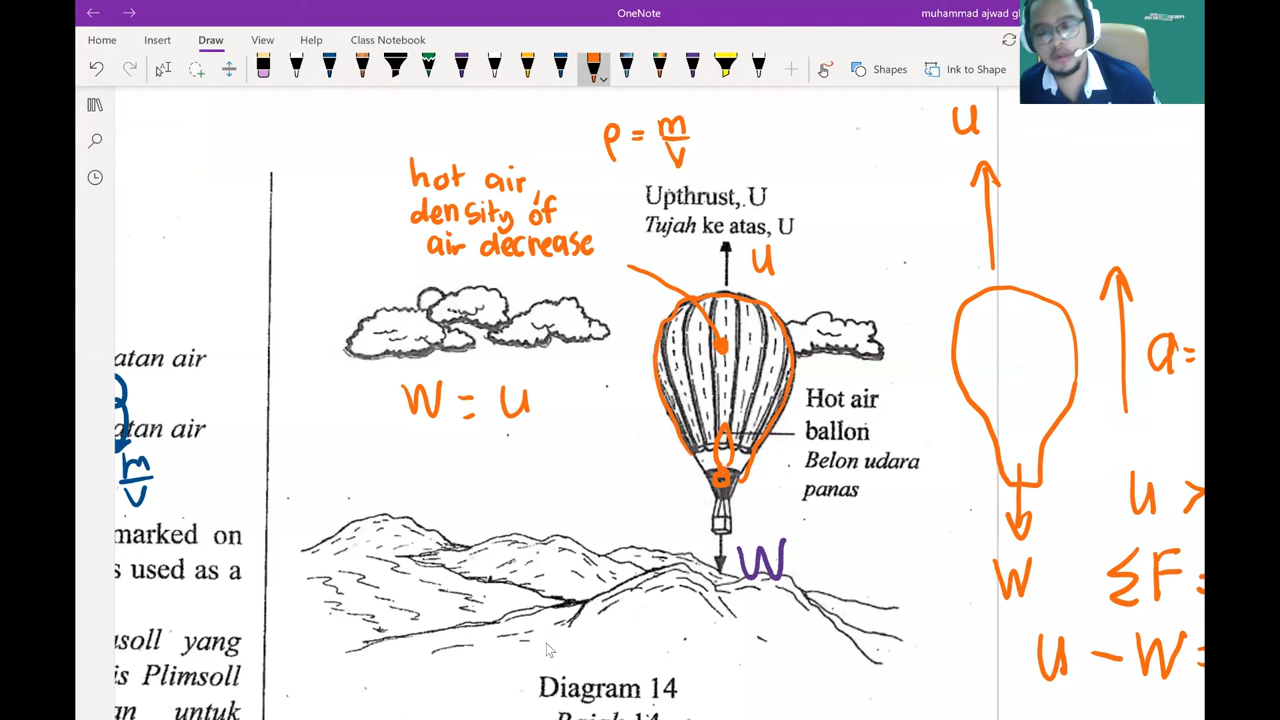 OneNote
muhammad ajwad gh
Home Insert Draw View Help Class Notebook
Shapes
Ink to Shape
ρ = m/v
hot air,
density of
air decrease
Upthrust, U
Tujah ke atas, U
U
W = U
Hot air
ballon
Belon udara
panas
W
Diagram 14
atan air
atan air
m/v
marked on
s used as a
soll yang
is Plimsoll
untuk
U
a=
W
U >
ΣF =
U - W =